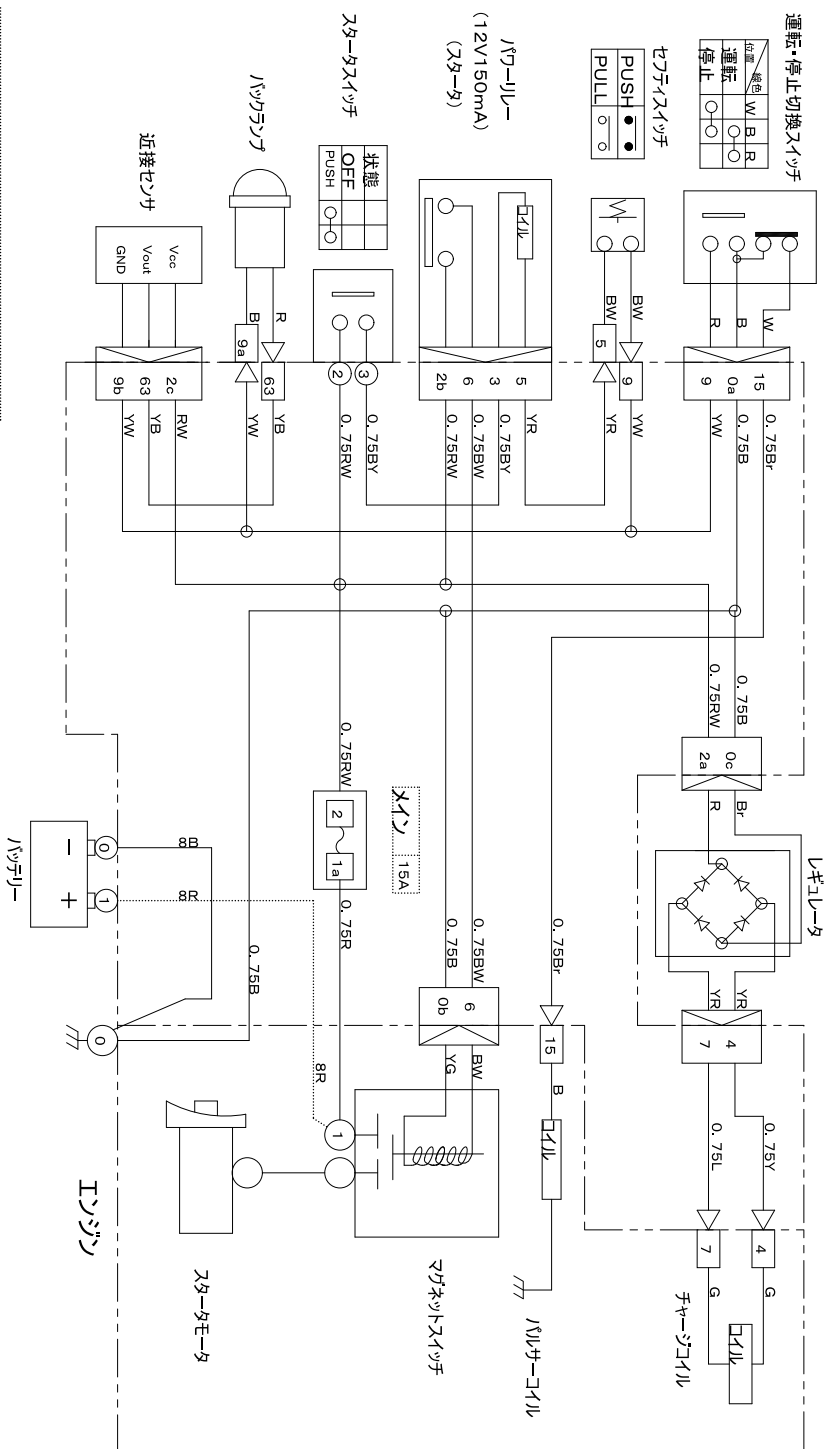 運転・停止切換スイッチ
線色
位置
W B R
運転
停止
W
B
R
15
0a
9
0. 75Br
0. 75B
YW
セフティスイッチ
PUSH
PULL
BW
BW
9
5
YW
YR
パワーリレー
(12V150mA)
(スタータ)
コイル
5
3
6
2b
YR
0. 75BY
0. 75BW
0. 75RW
スタータスイッチ
状態
OFF
PUSH
3
2
0. 75BY
0. 75RW
バックランプ
R
B
63
9a
YB
YW
近接センサ
Vcc
Vout
GND
2c
63
9b
RW
YB
YW
0. 75B
0. 75RW
0c
2a
Br
R
レギュレータ
YR
YR
4
7
0. 75Y
0. 75L
4
7
G
G
コイル
チャージコイル
0. 75Br
15
B
コイル
パルサーコイル
0. 75BW
0. 75B
6
0b
BW
YG
マグネットスイッチ
メイン
15A
0. 75RW
2
1a
0. 75R
1
8R
スタータモータ
0. 75B
8B
8R
0
1
-
+
バッテリー
0
エンジン